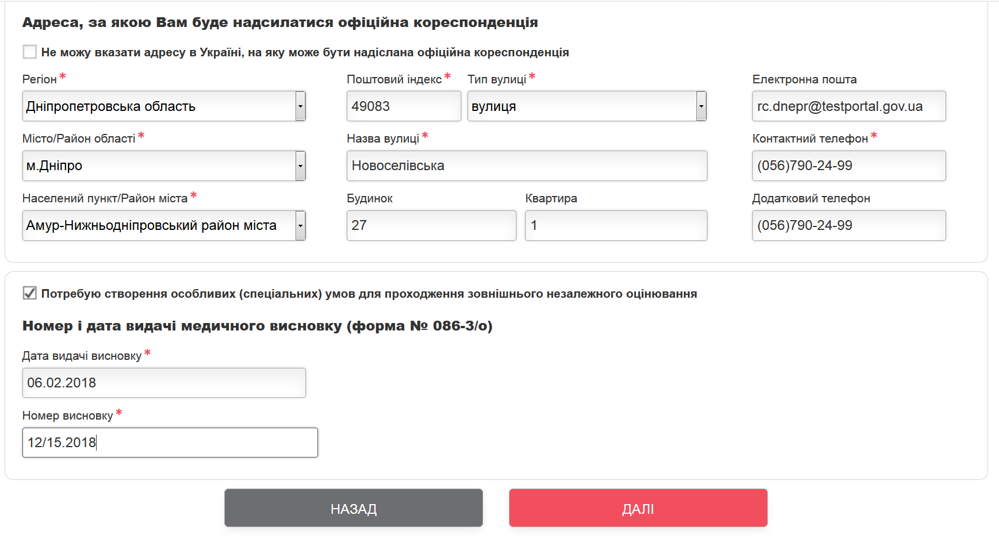 Адреса, за якою Вам буде надсилатися офіційна кореспонденція
Не можу вказати адресу в Україні, на яку може бути надіслана офіційна кореспонденція
Регіон *
Поштовий індекс * Тип вулиці *
Електронна пошта
Дніпропетровська область
49083
вулиця
rc.dnepr@testportal.gov.ua
Місто/Район області *
Назва вулиці *
Контактний телефон *
м.Дніпро
Новоселівська
(056)790-24-99
Населений пункт/Район міста *
Будинок
Квартира
Додатковий телефон
Амур-Нижньодніпровський район міста
27
1
(056)790-24-99
Потребую створення особливих (спеціальних) умов для проходження зовнішнього незалежного оцінювання
Номер і дата видачі медичного висновку (форма № 086-3/о)
Дата видачі висновку *
06.02.2018
Номер висновку *
12/15.2018
НАЗАД
ДАЛІ